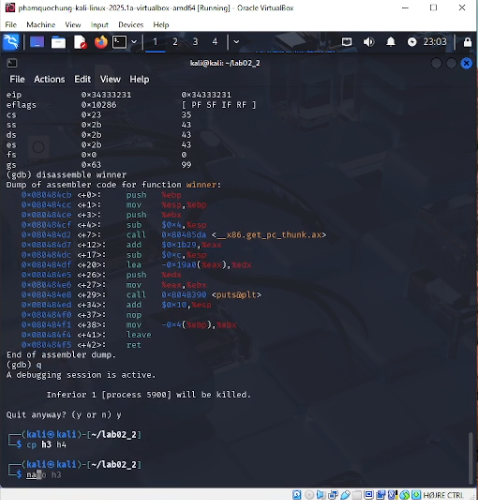 phamquochung-kali-linux-2025.1a-virtualbox-amd64 [Running] - Oracle VirtualBox
File Machine View Input Devices Help
1 2 3 4 23:03
kali@kali: ~/lab02_2
File Actions Edit View Help
eip 0x34333231 0x34333231
eflags 0x10286 [ PF SF IF RF ]
cs 0x23 35
ss 0x2b 43
ds 0x2b 43
es 0x2b 43
fs 0x0 0
gs 0x63 99
(gdb) disassemble winner
Dump of assembler code for function winner:
0x080484cb <+0>: push %ebp
0x080484cc <+1>: mov %esp,%ebp
0x080484ce <+3>: push %ebx
0x080484cf <+4>: sub $0x4,%esp
0x080484d2 <+7>: call 0x80485da <__x86.get_pc_thunk.ax>
0x080484d7 <+12>: add $0x1b29,%eax
0x080484dc <+17>: sub $0xc,%esp
0x080484df <+20>: lea -0x19a0(%eax),%edx
0x080484e5 <+26>: push %edx
0x080484e6 <+27>: mov %eax,%ebx
0x080484e8 <+29>: call 0x8048390 <puts@plt>
0x080484ed <+34>: add $0x10,%esp
0x080484f0 <+37>: nop
0x080484f1 <+38>: mov -0x4(%ebp),%ebx
0x080484f4 <+41>: leave
0x080484f5 <+42>: ret
End of assembler dump.
(gdb) q
A debugging session is active.
Inferior 1 [process 5900] will be killed.
Quit anyway? (y or n) y
(kali㉿kali)-[~/lab02_2]
$ cp h3 h4
(kali㉿kali)-[~/lab02_2]
$ nano h3
HØJRE CTRL